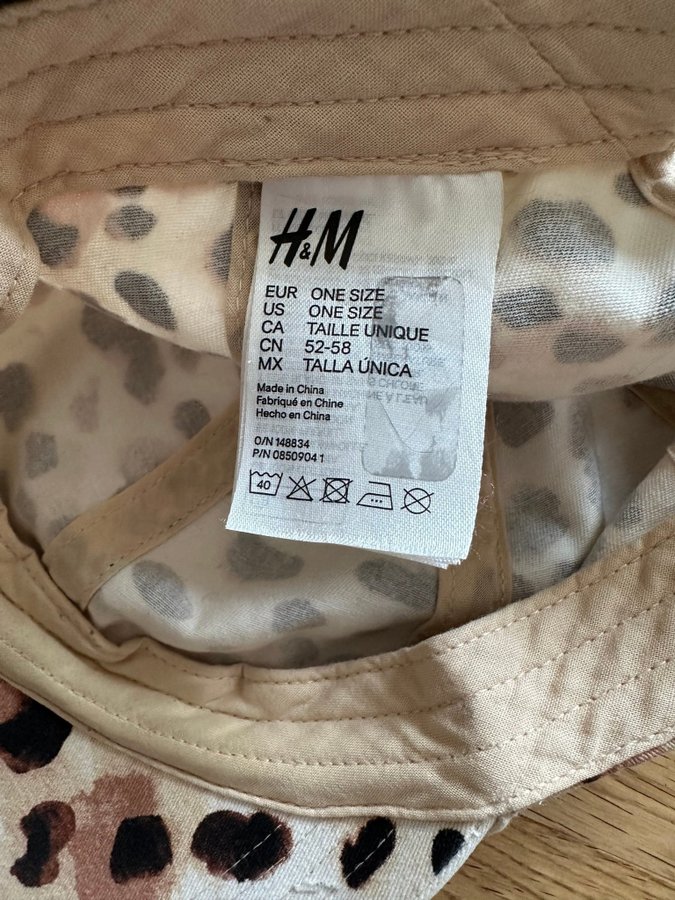 H&M
EUR ONE SIZE
US ONE SIZE
CA TAILLE UNIQUE
CN 52-58
MX TALLA ÚNICA
Made in China
Fabriqué en Chine
Hecho en China
O/N 148834
P/N 0850904 1
40